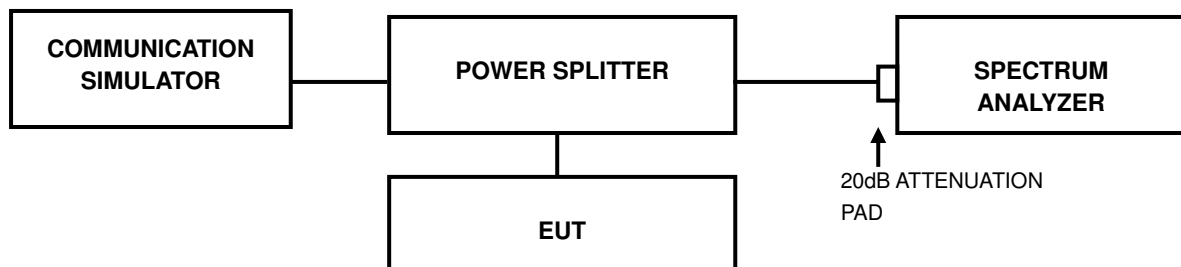 COMMUNICATION
SIMULATOR
POWER SPLITTER
SPECTRUM
ANALYZER
20dB ATTENUATION
PAD
EUT